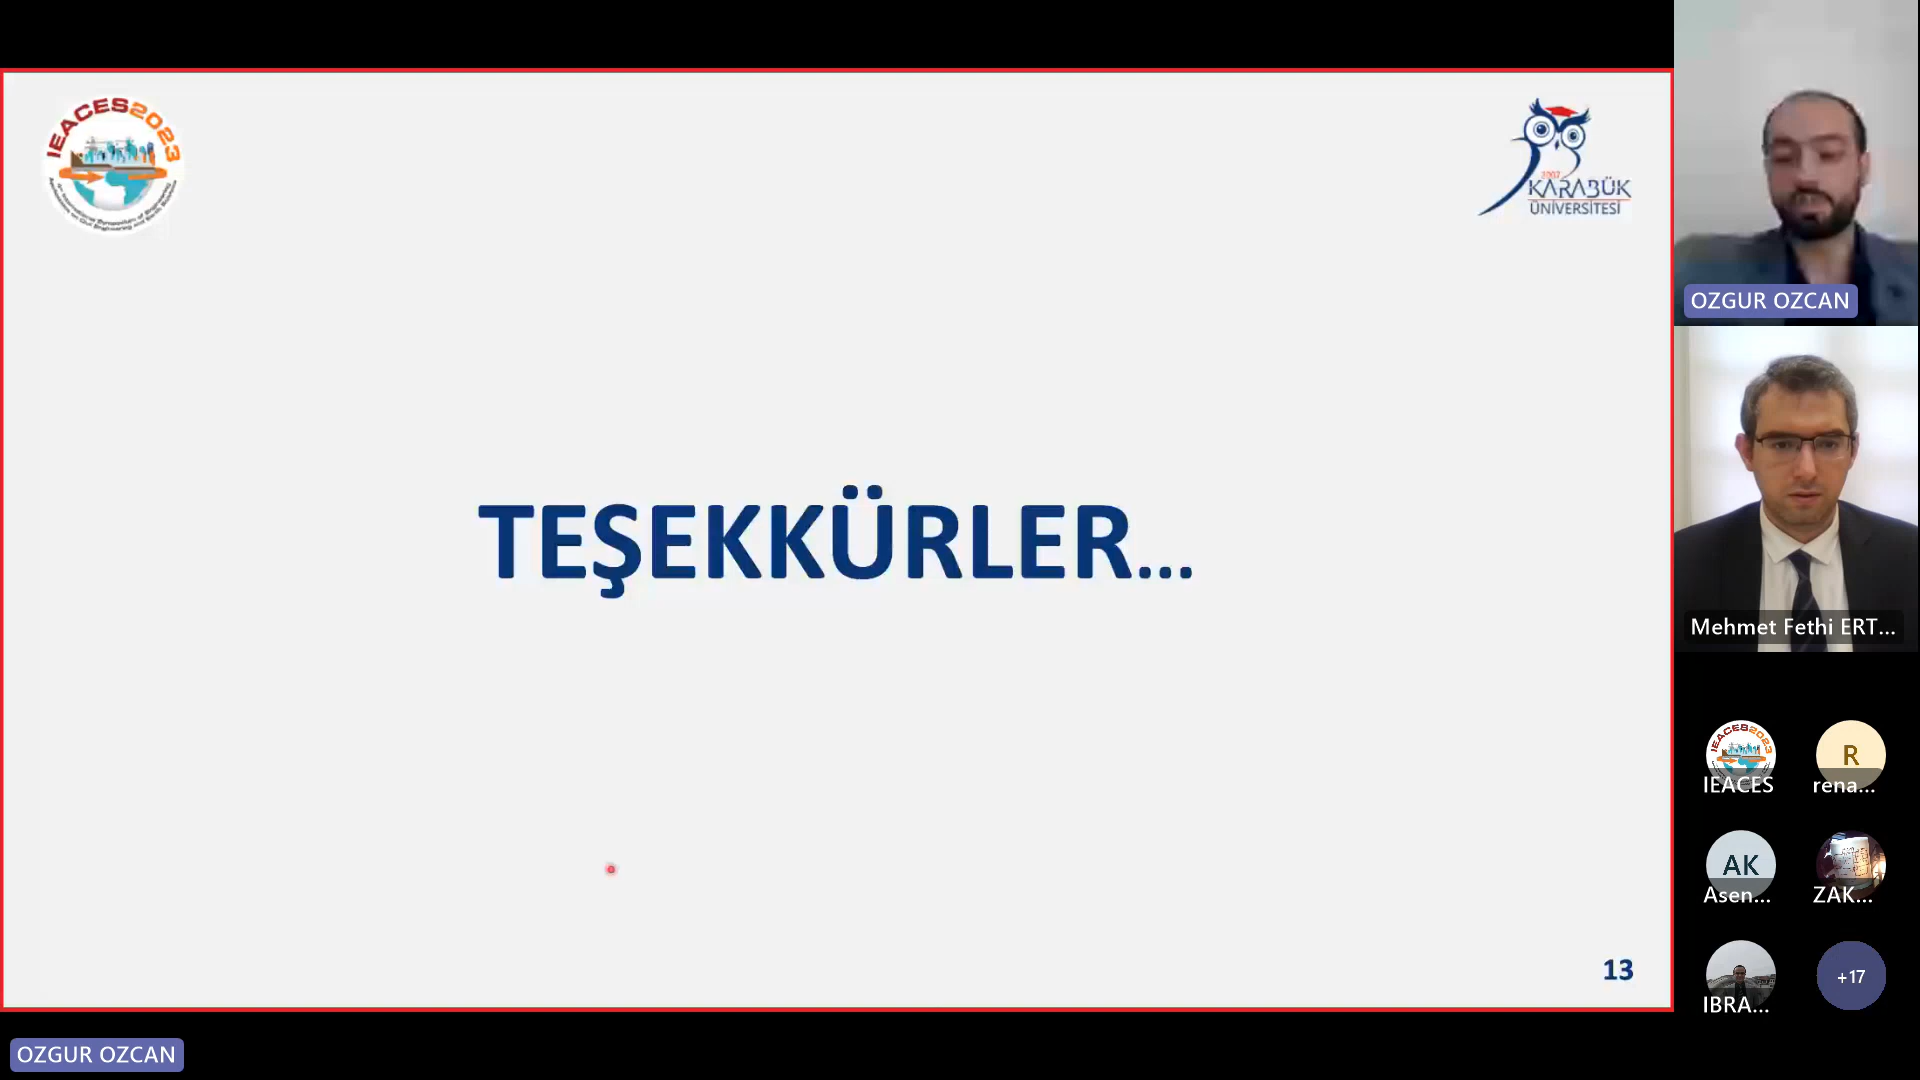 IEACES2023
2007
KARABÜK
ÜNİVERSİTESİ
TEŞEKKÜRLER...
13
OZGUR OZCAN
OZGUR OZCAN
Mehmet Fethi ERT...
IEACES
R
rena...
AK
Asen...
ZAK...
IBRA...
+17